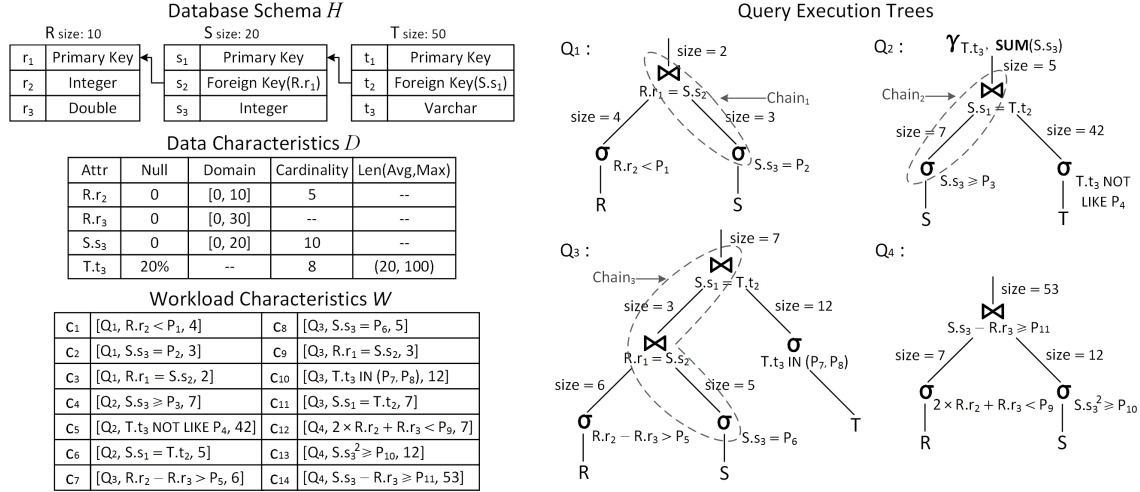 Database Schema H
R size: 10
S size: 20
T size: 50
r1 Primary Key
r2 Integer
r3 Double
s1 Primary Key
s2 Foreign Key(R.r1)
s3 Integer
t1 Primary Key
t2 Foreign Key(S.s1)
t3 Varchar
Data Characteristics D
Attr Null Domain Cardinality Len(Avg,Max)
R.r2 0 [0, 10] 5 --
R.r3 0 [0, 30] -- --
S.s3 0 [0, 20] 10 --
T.t3 20% -- 8 (20, 100)
Workload Characteristics W
c1 [Q1, R.r2 < P1, 4] c8 [Q3, S.s3 = P6, 5]
c2 [Q1, S.s3 = P2, 3] c9 [Q3, R.r1 = S.s2, 3]
c3 [Q1, R.r1 = S.s2, 2] c10 [Q3, T.t3 IN (P7, P8), 12]
c4 [Q2, S.s3 ≥ P3, 7] c11 [Q3, S.s1 = T.t2, 7]
c5 [Q2, T.t3 NOT LIKE P4, 42] c12 [Q4, 2 × R.r2 + R.r3 < P9, 7]
c6 [Q2, S.s1 = T.t2, 5] c13 [Q4, S.s3² ≥ P10, 12]
c7 [Q3, R.r2 − R.r3 > P5, 6] c14 [Q4, S.s3 − R.r3 ≥ P11, 53]
Query Execution Trees
Q1 :
size = 2
⋈
R.r1 = S.s2
Chain1
size = 4
size = 3
σ R.r2 < P1
σ S.s3 = P2
R
S
Q2 :
γ T.t3, SUM(S.s3)
size = 5
⋈
Chain2
S.s1 = T.t2
size = 7
size = 42
σ S.s3 ≥ P3
σ T.t3 NOT
LIKE P4
S
T
Q3 :
size = 7
⋈
Chain3
S.s1 = T.t2
size = 3
size = 12
⋈
R.r1 = S.s2
σ
T.t3 IN (P7, P8)
size = 6
size = 5
σ R.r2 − R.r3 > P5
σ S.s3 = P6
R
S
T
Q4 :
size = 53
⋈
S.s3 − R.r3 ≥ P11
size = 7
size = 12
σ 2 × R.r2 + R.r3 < P9
σ S.s3² ≥ P10
R
S